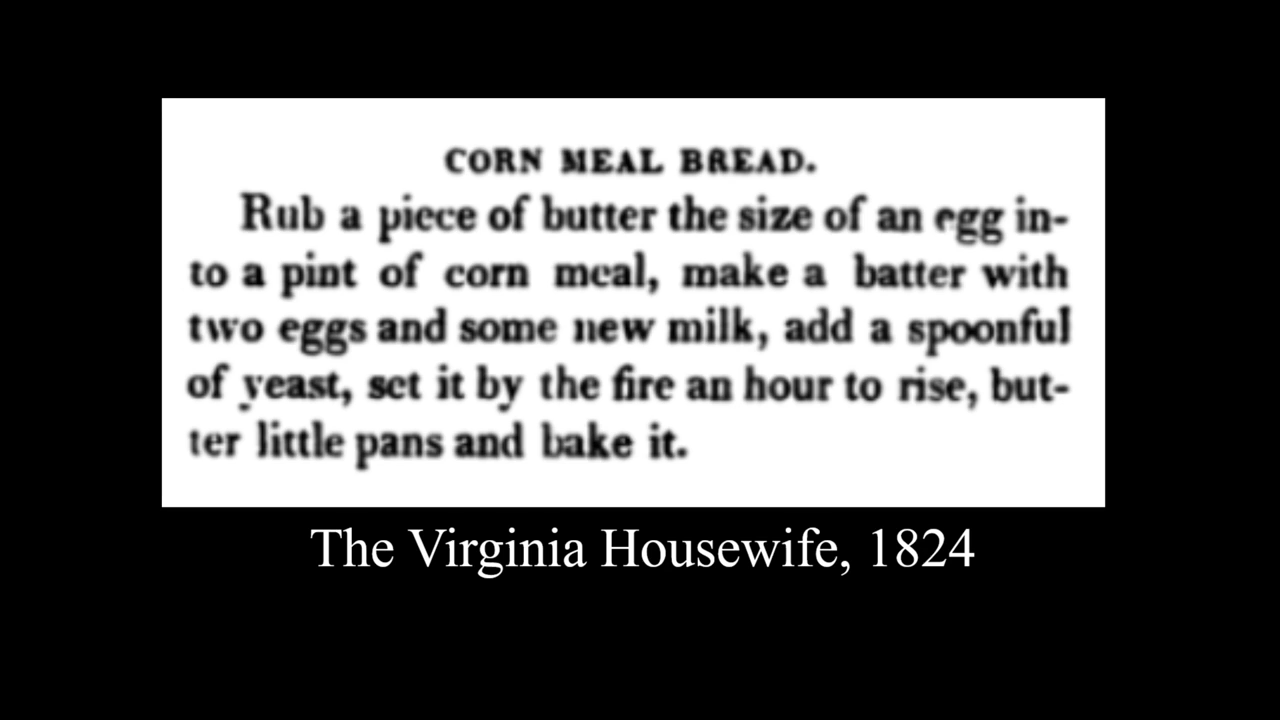 CORN MEAL BREAD.
Rub a piece of butter the size of an egg in-
to a pint of corn meal, make a batter with
two eggs and some new milk, add a spoonful
of yeast, set it by the fire an hour to rise, but-
ter little pans and bake it.
The Virginia Housewife, 1824